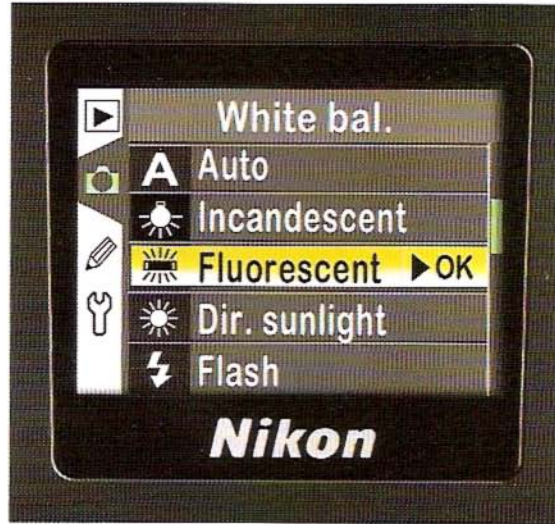 White bal.
A Auto
Incandescent
Fluorescent ▶OK
Dir. sunlight
Flash
Nikon